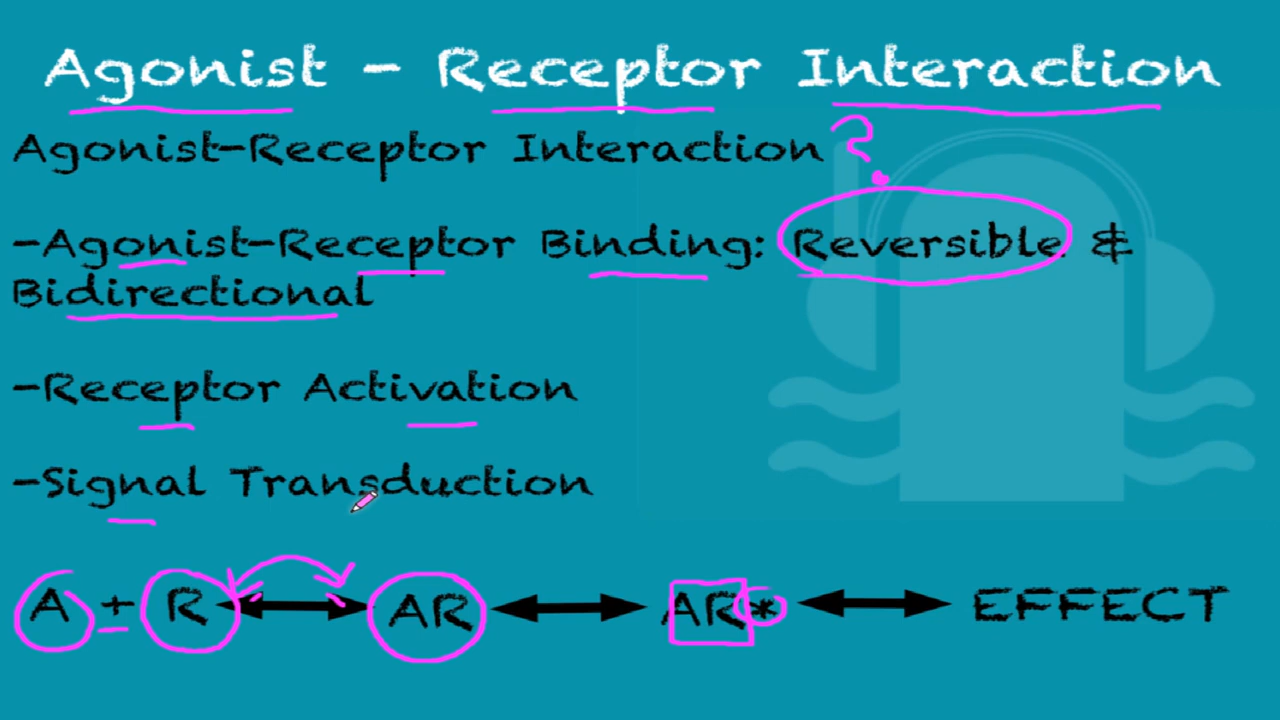 Agonist - Receptor Interaction
Agonist-Receptor Interaction ?
-Agonist-Receptor Binding: Reversible &
Bidirectional
-Receptor Activation
-Signal Transduction
A + R ↔ AR ↔ AR* ↔ EFFECT